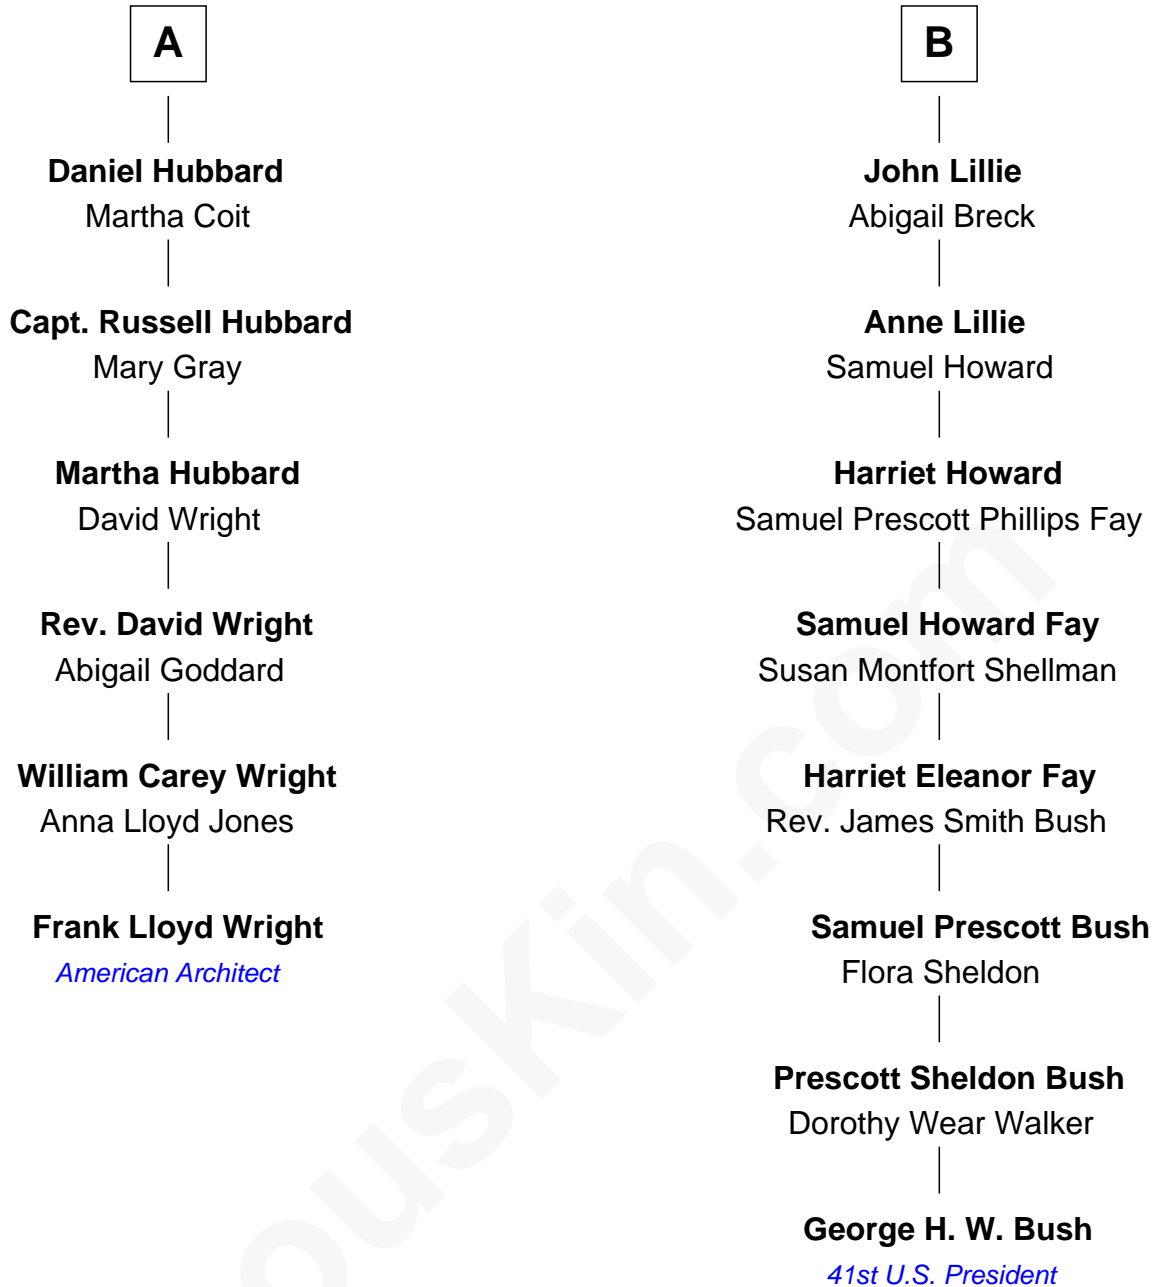 A
Daniel Hubbard
Martha Coit
Capt. Russell Hubbard
Mary Gray
Martha Hubbard
David Wright
Rev. David Wright
Abigail Goddard
William Carey Wright
Anna Lloyd Jones
Frank Lloyd Wright
American Architect
B
John Lillie
Abigail Breck
Anne Lillie
Samuel Howard
Harriet Howard
Samuel Prescott Phillips Fay
Samuel Howard Fay
Susan Montfort Shellman
Harriet Eleanor Fay
Rev. James Smith Bush
Samuel Prescott Bush
Flora Sheldon
Prescott Sheldon Bush
Dorothy Wear Walker
George H. W. Bush
41st U.S. President
ousKin.com